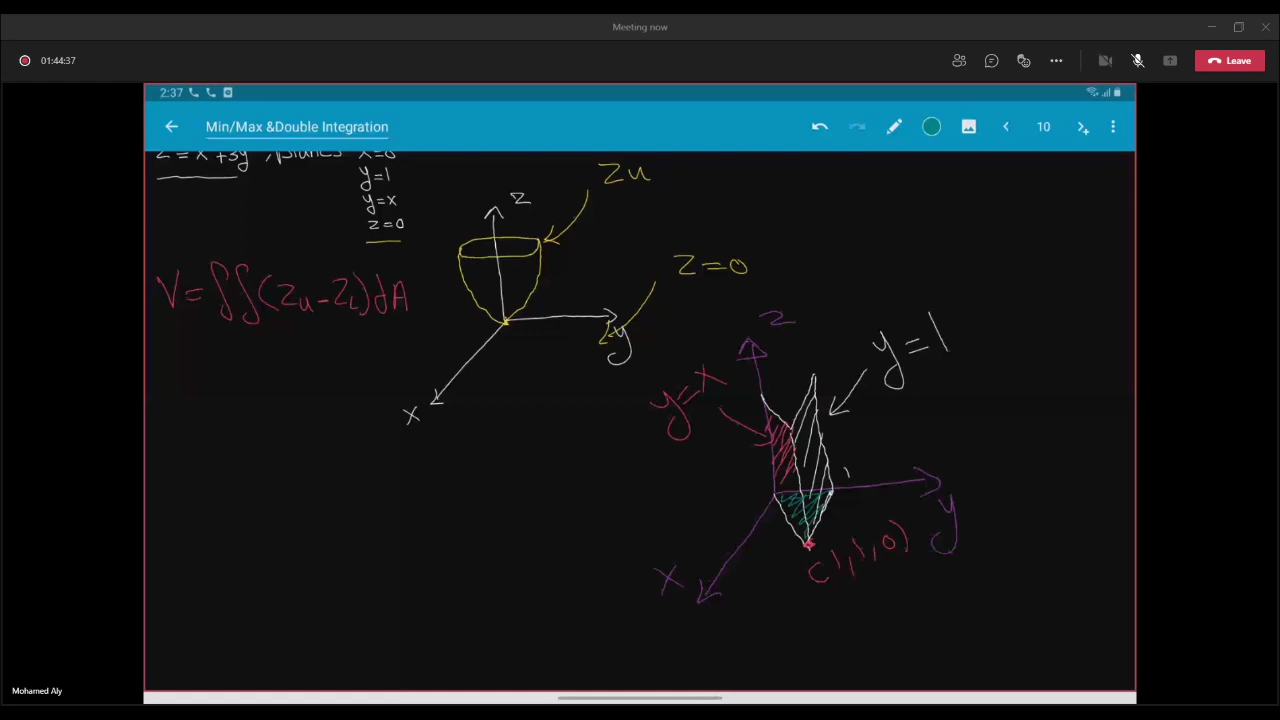 Meeting now
01:44:37
Leave
2:37
Min/Max &Double Integration
10
x=0
y=1
y=x
z=0
V=∬(Zu-ZL)dA
z
y
x
Zu
Z=0
z
y=x
y=1
y
x
(1,1,0)
Mohamed Aly